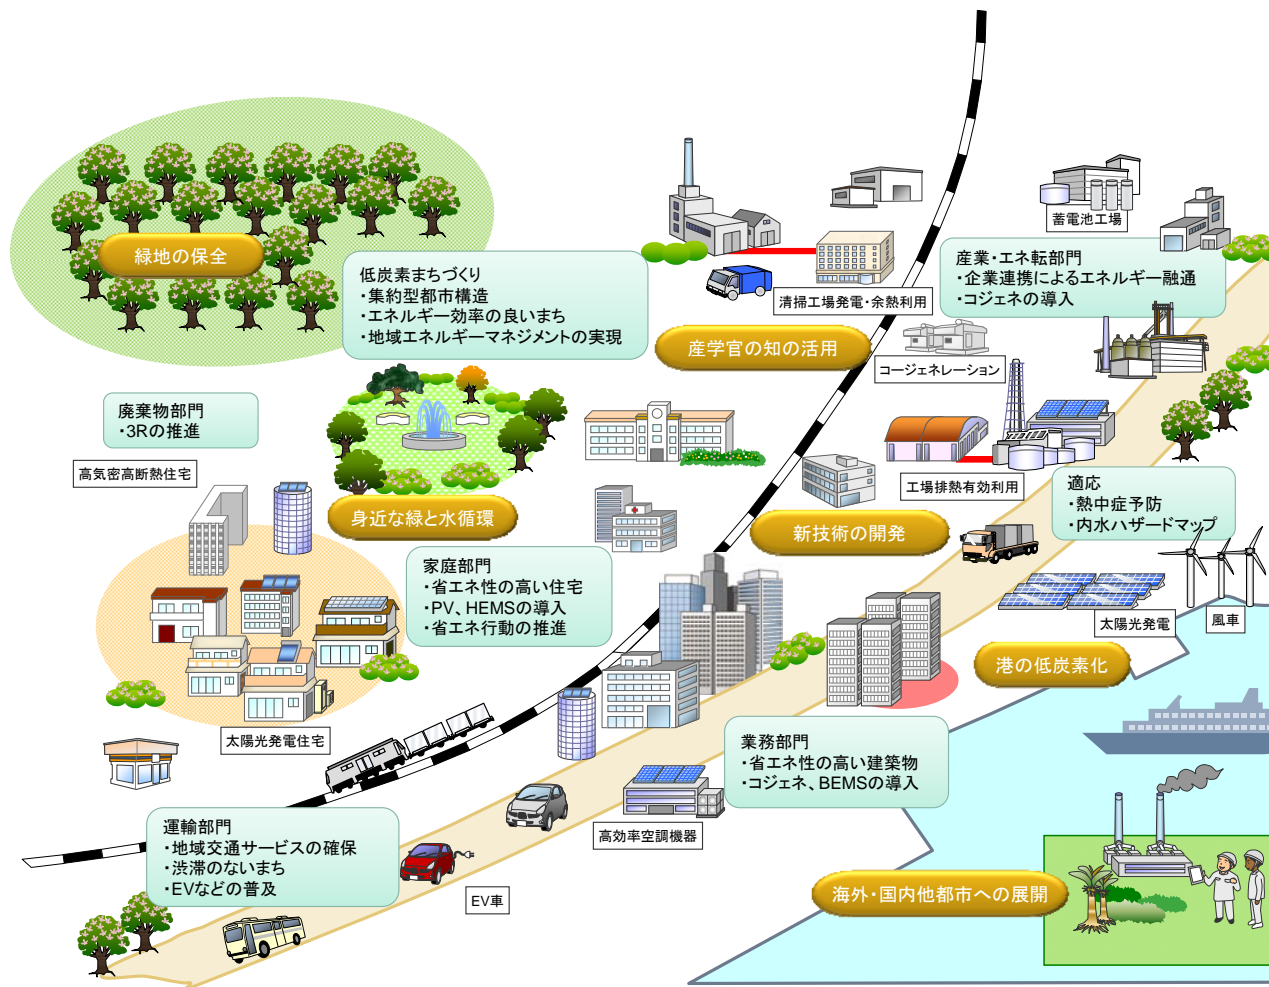 緑地の保全
低炭素まちづくり
・集約型都市構造
・エネルギー効率の良いまち
・地域エネルギーマネジメントの実現
清掃工場発電・余熱利用
蓄電池工場
産業・エネ転部門
・企業連携によるエネルギー融通
・コジェネの導入
産学官の知の活用
コージェネレーション
廃棄物部門
・3Rの推進
高気密高断熱住宅
身近な緑と水循環
工場排熱有効利用
新技術の開発
適応
・熱中症予防
・内水ハザードマップ
家庭部門
・省エネ性の高い住宅
・PV、HEMSの導入
・省エネ行動の推進
太陽光発電
風車
港の低炭素化
太陽光発電住宅
業務部門
・省エネ性の高い建築物
・コジェネ、BEMSの導入
高効率空調機器
運輸部門
・地域交通サービスの確保
・渋滞のないまち
・EVなどの普及
EV車
海外・国内他都市への展開